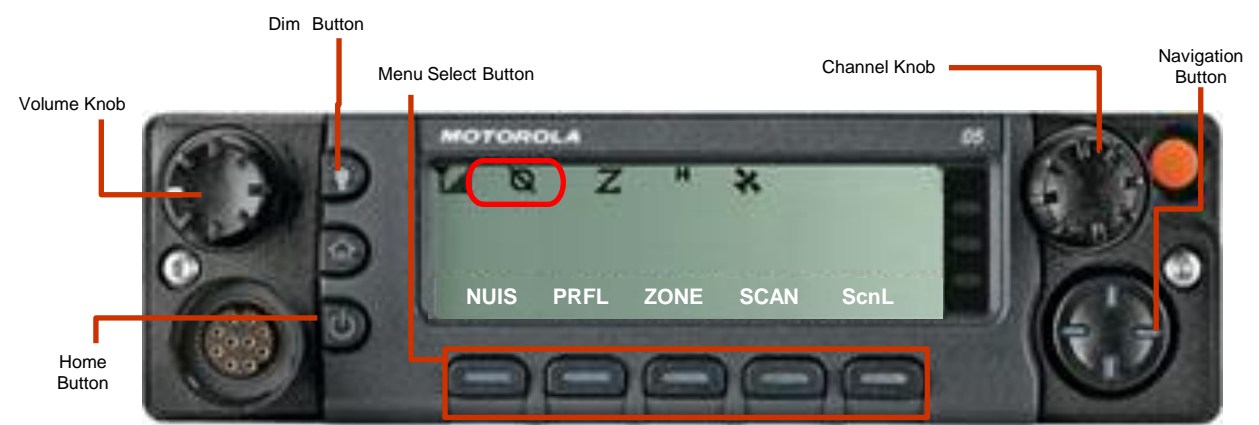 Dim Button
Navigation
Button
Channel Knob
Menu Select Button
Volume Knob
MOTOROLA
05
Z
H
NUIS PRFL ZONE SCAN ScnL
Home
Button